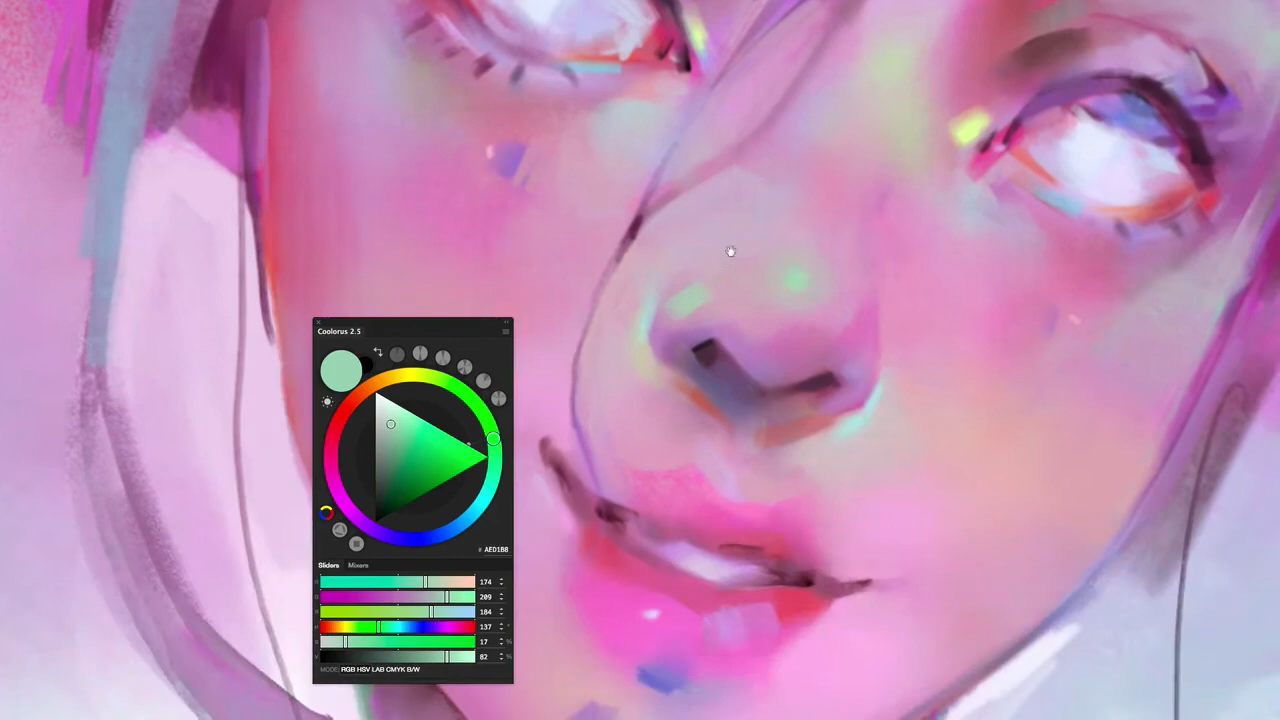 Coolorus 2.5
# AED1B8
Sliders Mixers
R 174
G 209
B 184
H 137 °
S 17 %
V 82 %
MODE: RGB HSV LAB CMYK B/W